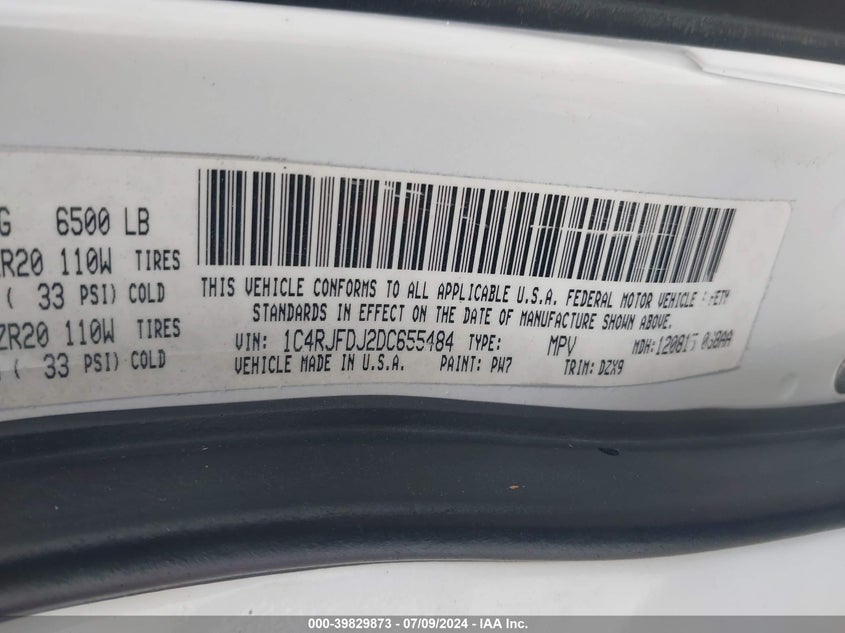 G 6500 LB
R20 110W TIRES
( 33 PSI) COLD
ZR20 110W TIRES
( 33 PSI) COLD
THIS VEHICLE CONFORMS TO ALL APPLICABLE U.S.A. FEDERAL MOTOR VEHICLE
STANDARDS IN EFFECT ON THE DATE OF MANUFACTURE SHOWN ABOVE.
VIN: 1C4RJFDJ2DC655484 TYPE: MPV MDH:
VEHICLE MADE IN U.S.A. PAINT: PW7 TRIM: DZX9
000-39829873 - 07/09/2024 - IAA Inc.